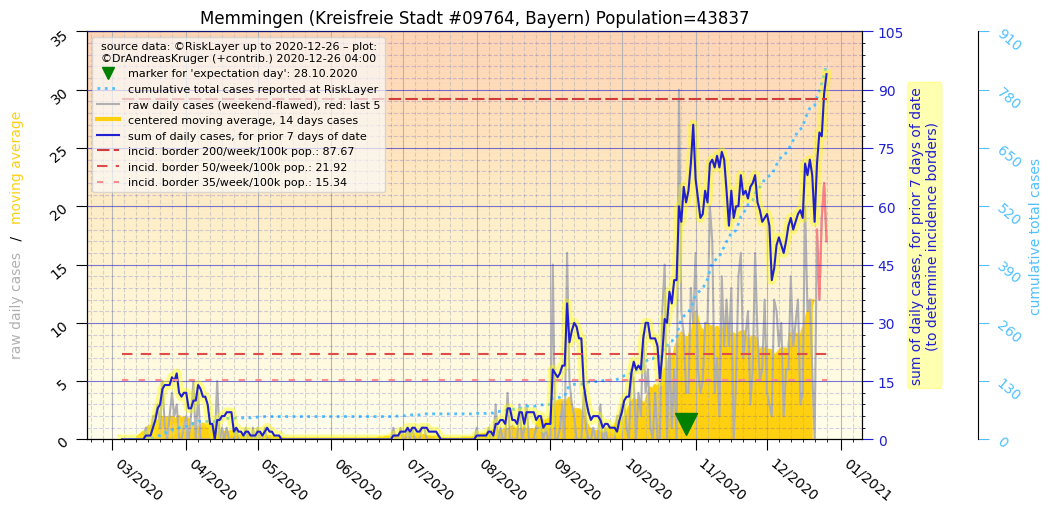 Memmingen (Kreisfreie Stadt #09764, Bayern) Population=43837
source data: ©RiskLayer up to 2020-12-26 – plot:
©DrAndreasKruger (+contrib.) 2020-12-26 04:00
marker for 'expectation day': 28.10.2020
cumulative total cases reported at RiskLayer
raw daily cases (weekend-flawed), red: last 5
centered moving average, 14 days cases
sum of daily cases, for prior 7 days of date
incid. border 200/week/100k pop.: 87.67
incid. border 50/week/100k pop.: 21.92
incid. border 35/week/100k pop.: 15.34
raw daily cases / moving average
35
30
25
20
15
10
5
0
03/2020
04/2020
05/2020
06/2020
07/2020
08/2020
09/2020
10/2020
11/2020
12/2020
01/2021
105
90
75
60
45
30
15
0
sum of daily cases, for prior 7 days of date
(to determine incidence borders)
910
780
650
520
390
260
130
0
cumulative total cases